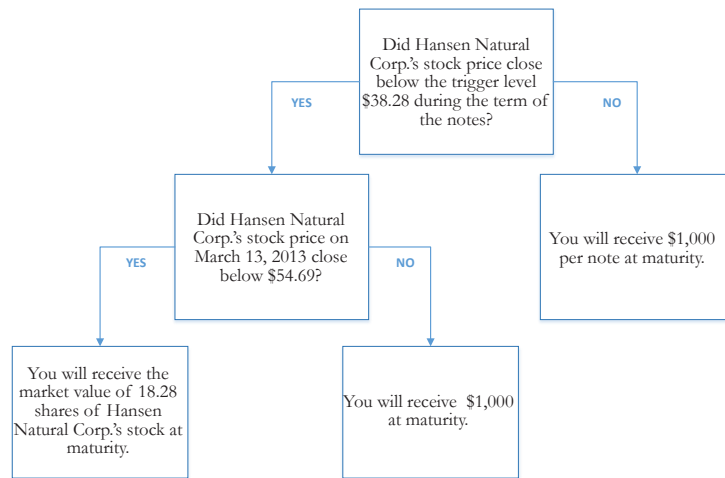 Did Hansen Natural
Corp.'s stock price close
below the trigger level
$38.28 during the term of
the notes?
YES
NO
Did Hansen Natural
Corp.'s stock price on
March 13, 2013 close
below $54.69?
You will receive $1,000
per note at maturity.
YES
NO
You will receive the
market value of 18.28
shares of Hansen
Natural Corp.'s stock at
maturity.
You will receive  $1,000
at maturity.